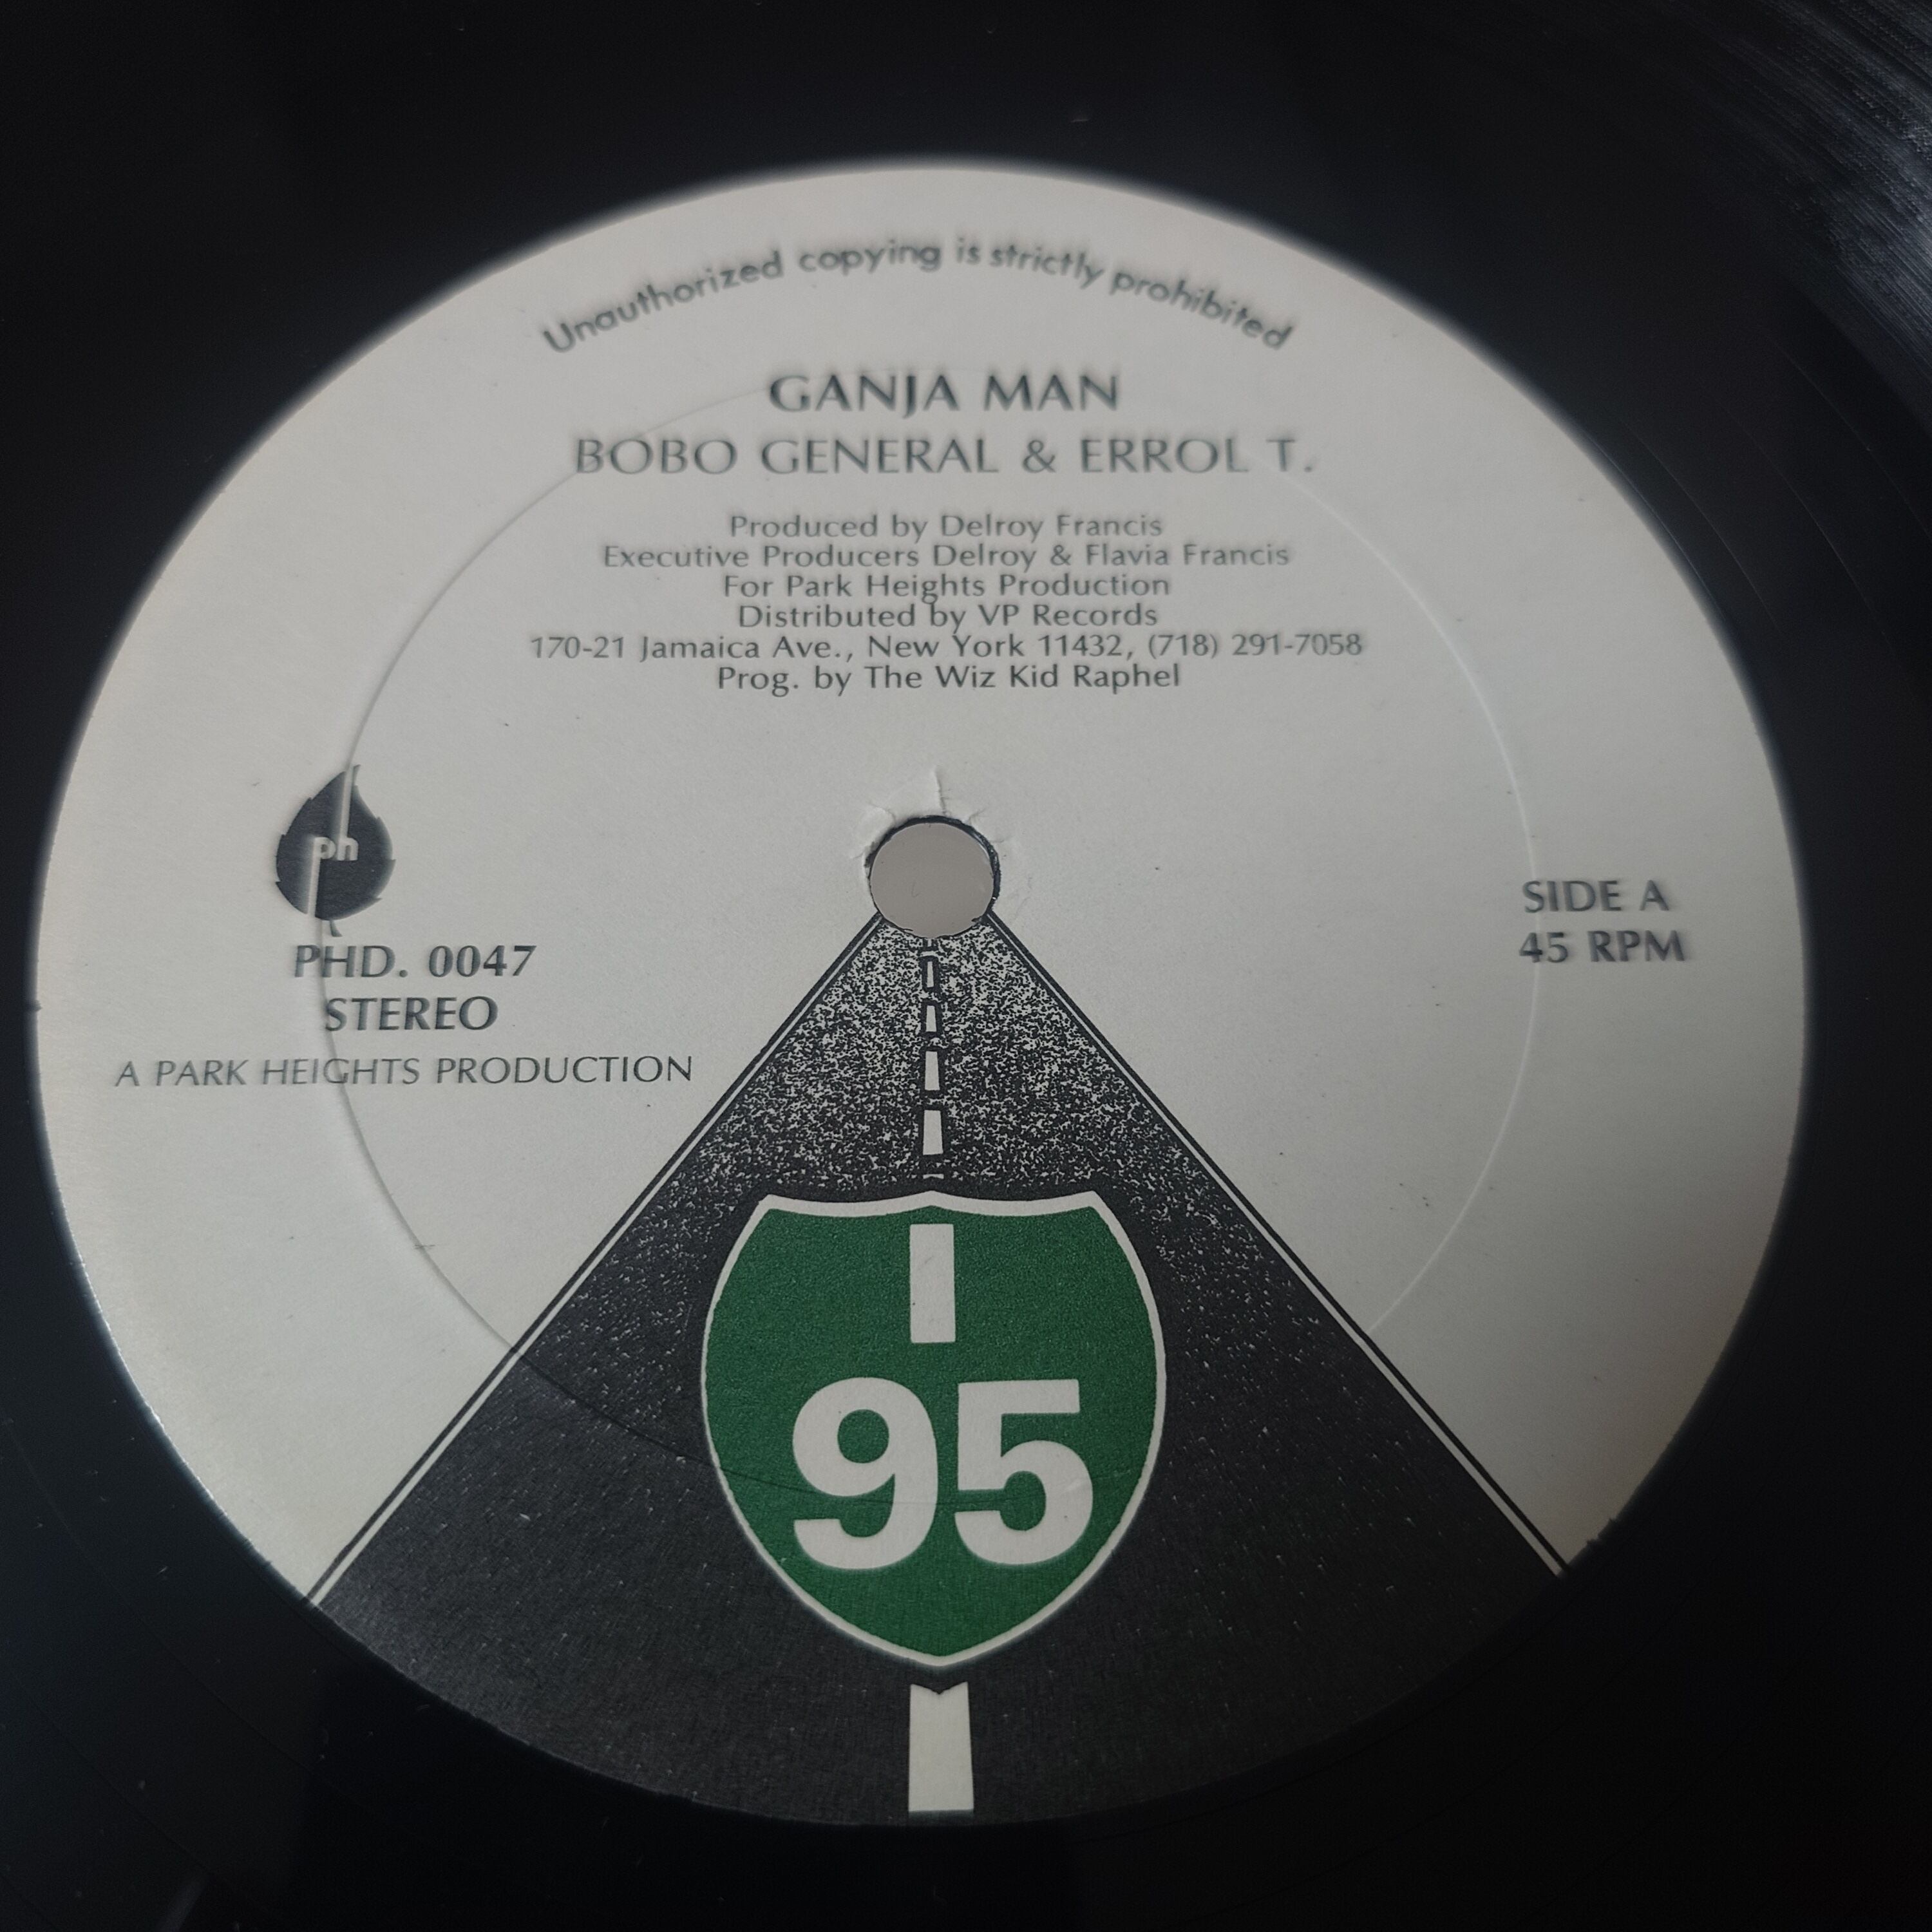 Unauthorized copying is strictly prohibited
GANJA MAN
BOBO GENERAL & ERROL T.
Produced by Delroy Francis
Executive Producers Delroy & Flavia Francis
For Park Heights Production
Distributed by VP Records
170-21 Jamaica Ave., New York 11432, (718) 291-7058
Prog. by The Wiz Kid Raphel
ph
PHD. 0047
STEREO
A PARK HEIGHTS PRODUCTION
SIDE A
45 RPM
I
95